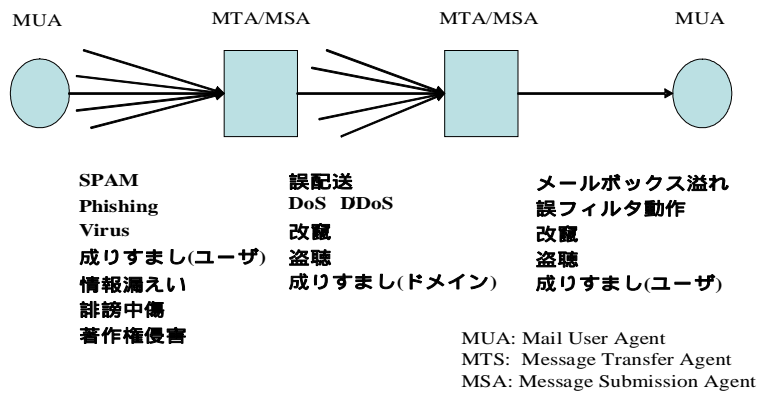 MUA MTA/MSA MTA/MSA MUA
SPAM
Phishing
Virus
成りすまし(ユーザ)
情報漏えい
誹謗中傷
著作権侵害
誤配送
DoS DDoS
改竄
盗聴
成りすまし(ドメイン)
メールボックス溢れ
誤フィルタ動作
改竄
盗聴
成りすまし(ユーザ)
MUA: Mail User Agent
MTS: Message Transfer Agent
MSA: Message Submission Agent